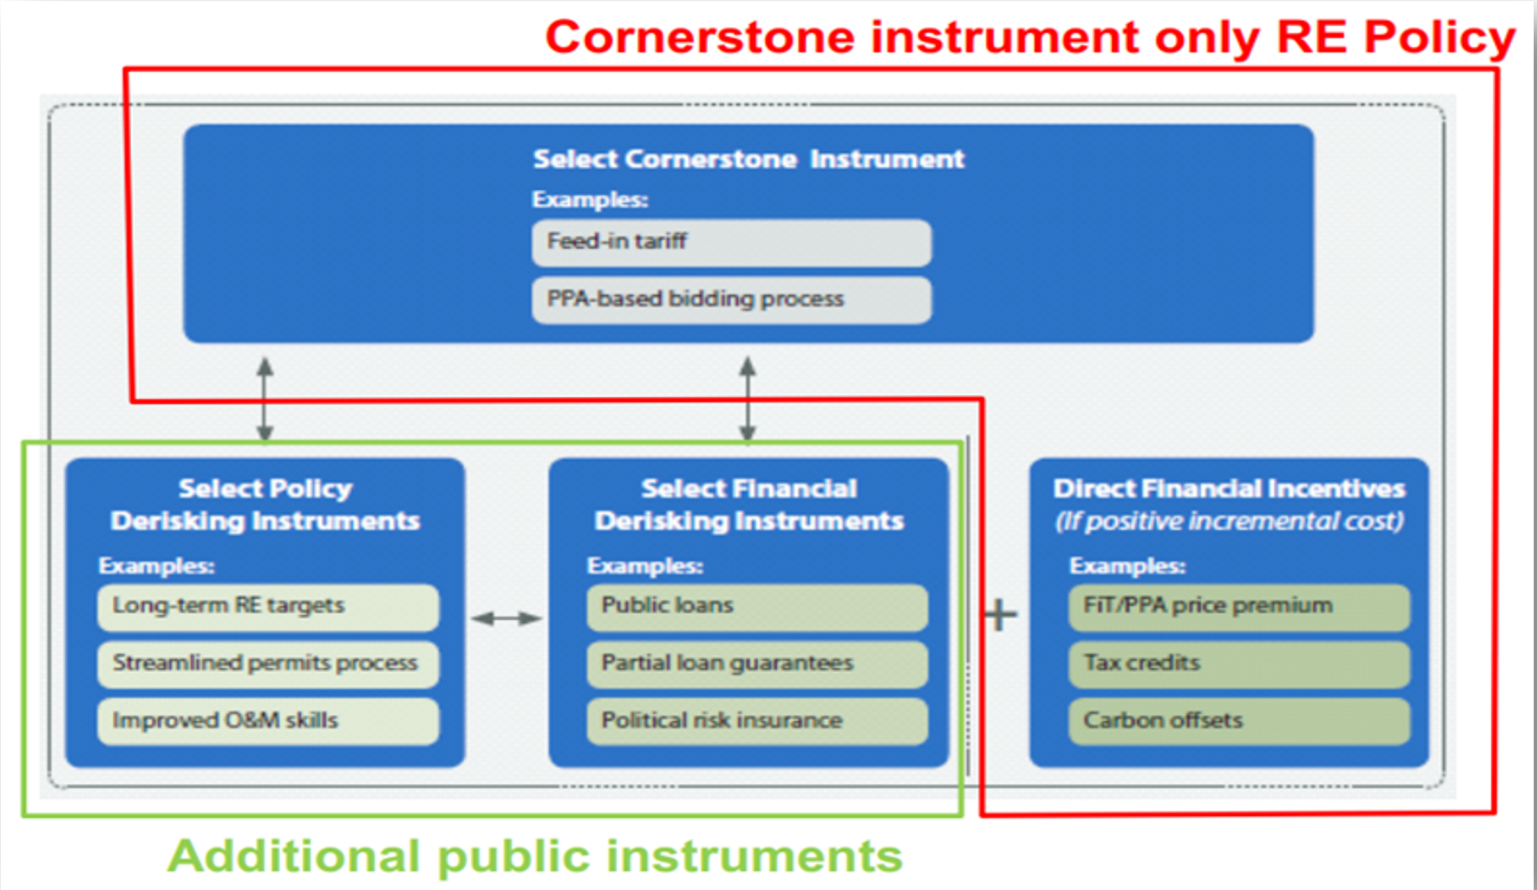 Cornerstone instrument only RE Policy
Select Cornerstone Instrument
Examples:
Feed-in tariff
PPA-based bidding process
Select Policy
Derisking Instruments
Examples:
Long-term RE targets
Streamlined permits process
Improved O&M skills
Select Financial
Derisking Instruments
Examples:
Public loans
Partial loan guarantees
Political risk insurance
+
Direct Financial Incentives
(If positive incremental cost)
Examples:
FiT/PPA price premium
Tax credits
Carbon offsets
Additional public instruments